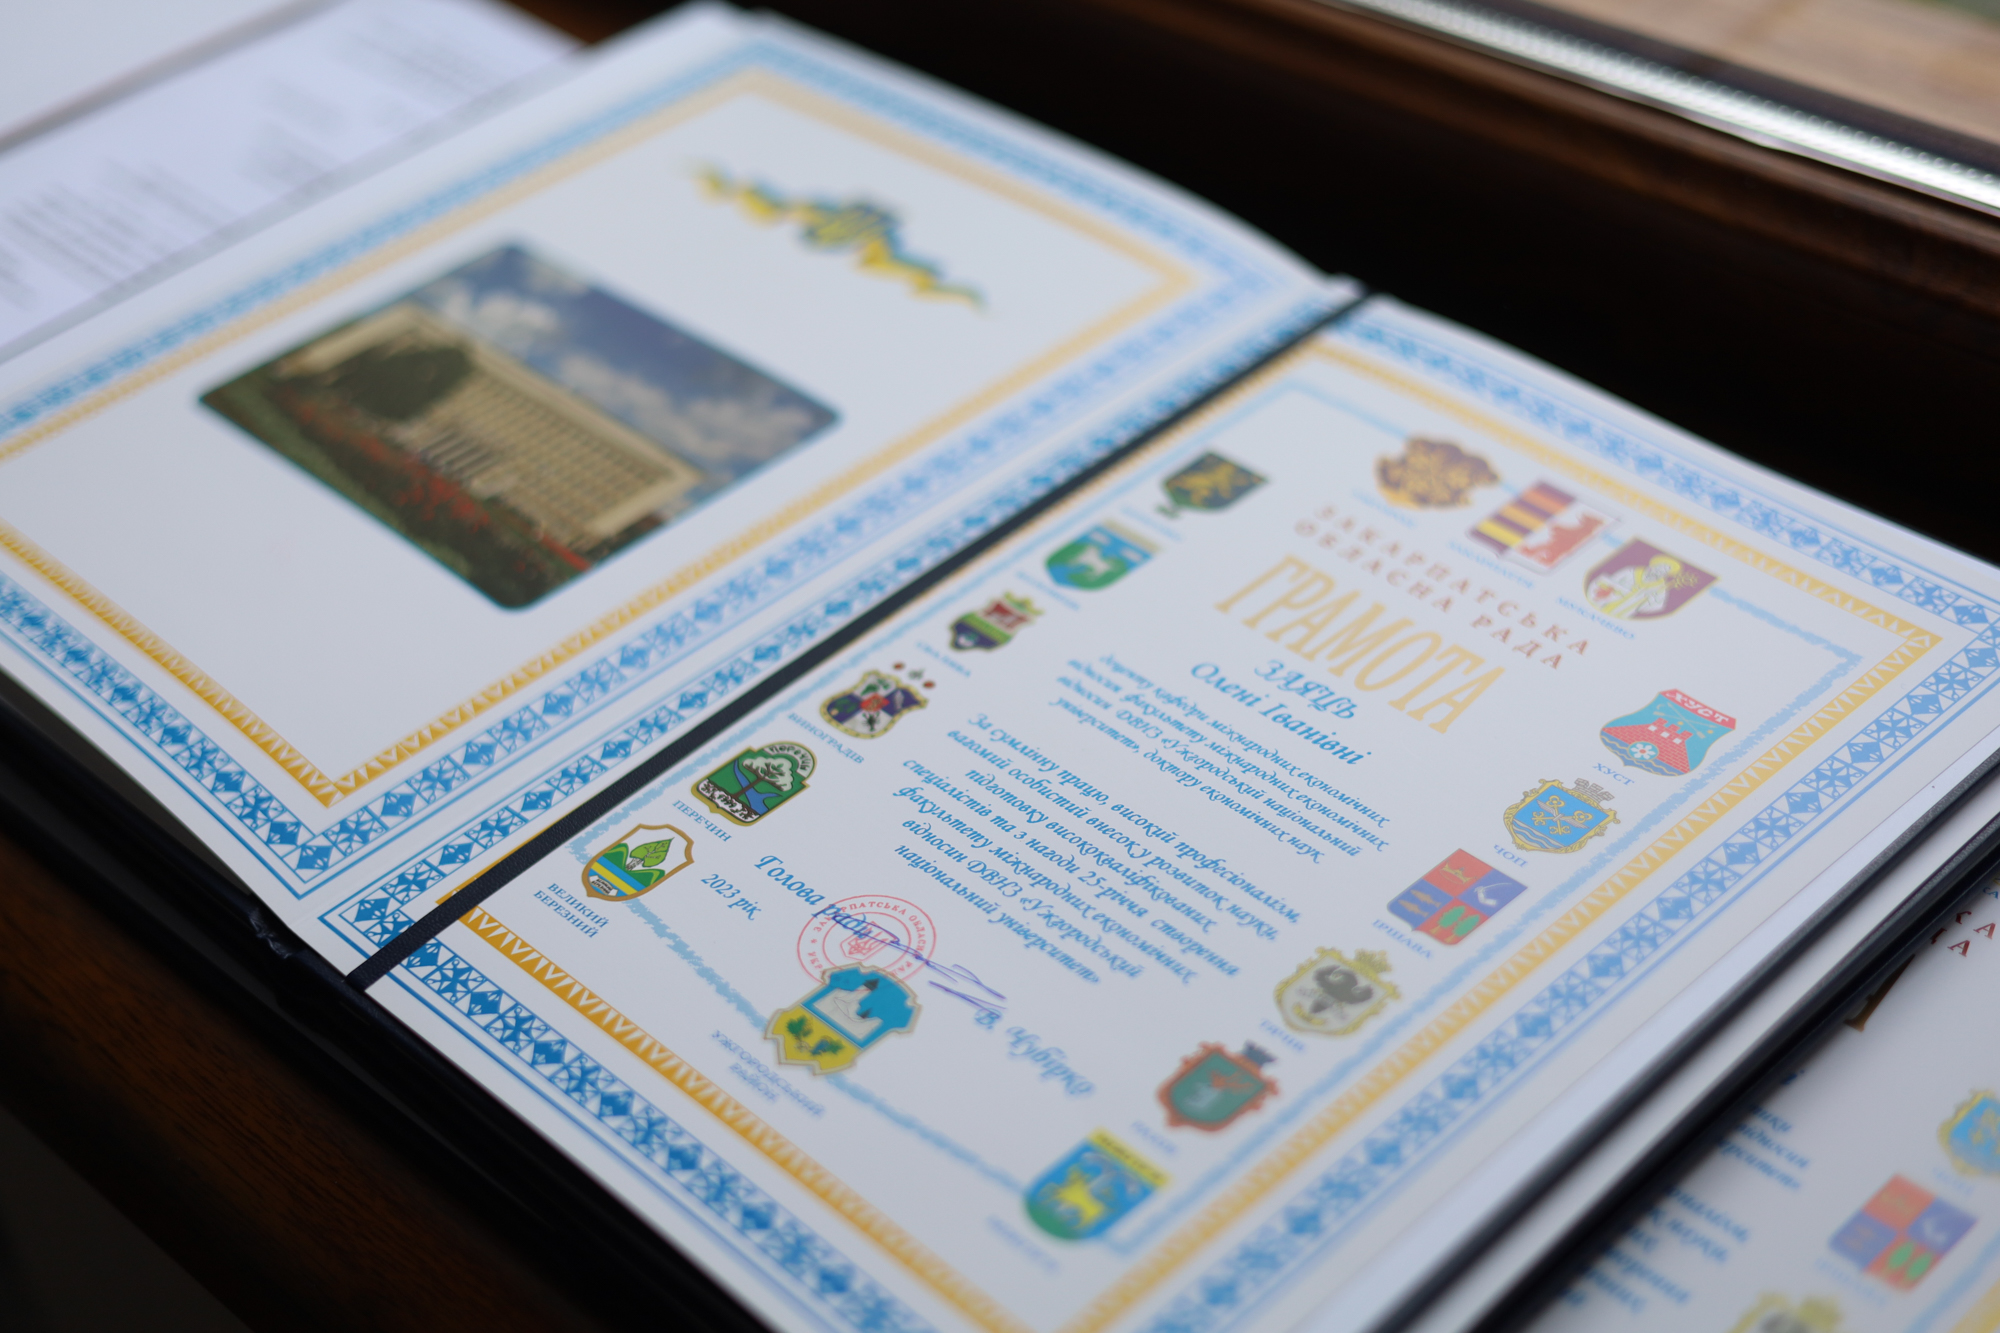 ЗАКАРПАТСЬКА
ОБЛАСНА РАДА
ГРАМОТА
ЗАЯЦЬ
Олені Іванівні
доценту кафедри міжнародних економічних
відносин факультету міжнародних економічних
відносин ДВНЗ «Ужгородський національний
університет», доктору економічних наук
За сумлінну працю, високий професіоналізм,
вагомий особистий внесок у розвиток науки,
підготовку висококваліфікованих
спеціалістів та з нагоди 25-річчя створення
факультету міжнародних економічних
відносин ДВНЗ «Ужгородський
національний університет»
Голова ради
В. Чубірко
2023 рік
МУКАЧЕВО
ХУСТ
ХУСТ
ЧОП
ІРШАВА
СВАЛЯВА
ВИНОГРАДІВ
Перечин
ПЕРЕЧИН
ВЕЛИКИЙ
БЕРЕЗНИЙ
УЖГОРОДСЬКИЙ
РАЙОН